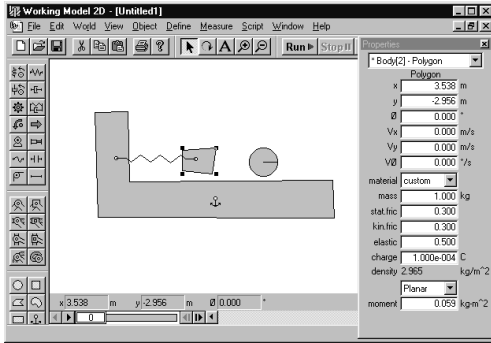 Working Model 2D - [Untitled1]
File Edit World View Object Define Measure Script Window Help
A Run Stop
Properties
* Body[2] - Polygon
Polygon
x 3.538 m
y -2.956 m
Ø 0.000 °
Vx 0.000 m/s
Vy 0.000 m/s
VØ 0.000 °/s
material custom
mass 1.000 kg
stat.fric 0.300
kin.fric 0.300
elastic 0.500
charge 1.000e-004 C
density 2.965 kg/m^2
Planar
moment 0.059 kg-m^2
x 3.538 m y -2.956 m Ø 0.000 °
0